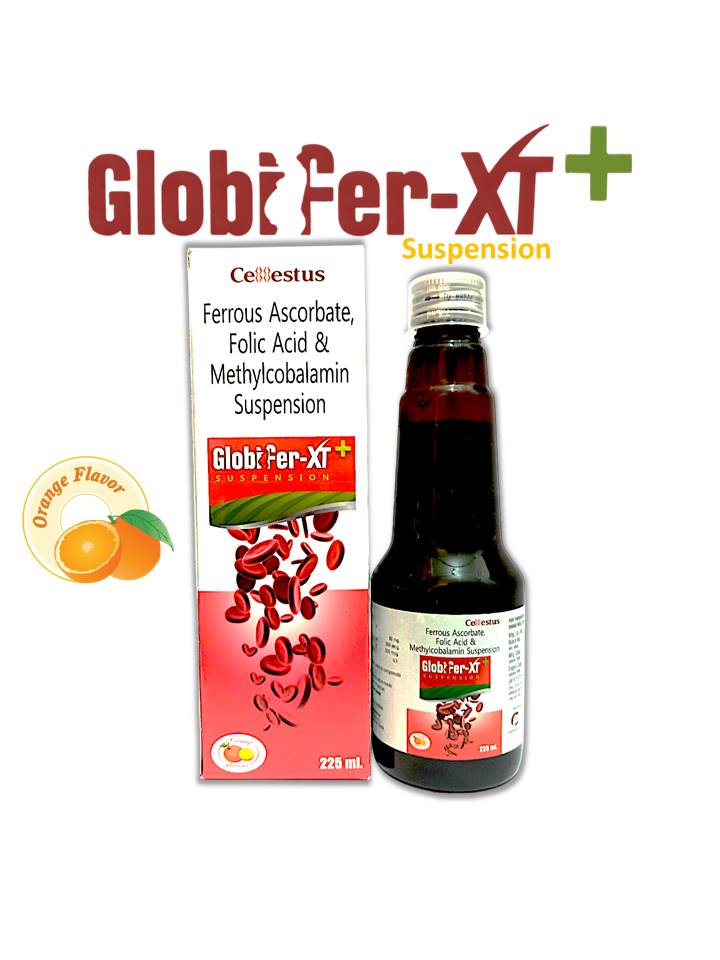 Globifer-XT+
Suspension
Cellestus
Ferrous Ascorbate,
Folic Acid &
Methylcobalamin
Suspension
Globifer-XT+
SUSPENSION
Orange Flavor
Orange
225 ml.
Cellestus
Ferrous Ascorbate,
Folic Acid &
Methylcobalamin Suspension
Globifer-XT+
SUSPENSION
225 ml.